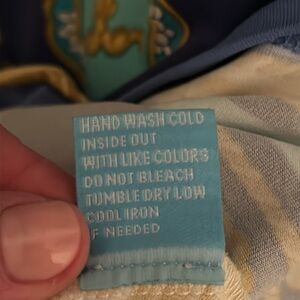 HAND WASH COLD
INSIDE OUT
WITH LIKE COLORS
DO NOT BLEACH
TUMBLE DRY LOW
COOL IRON
IF NEEDED